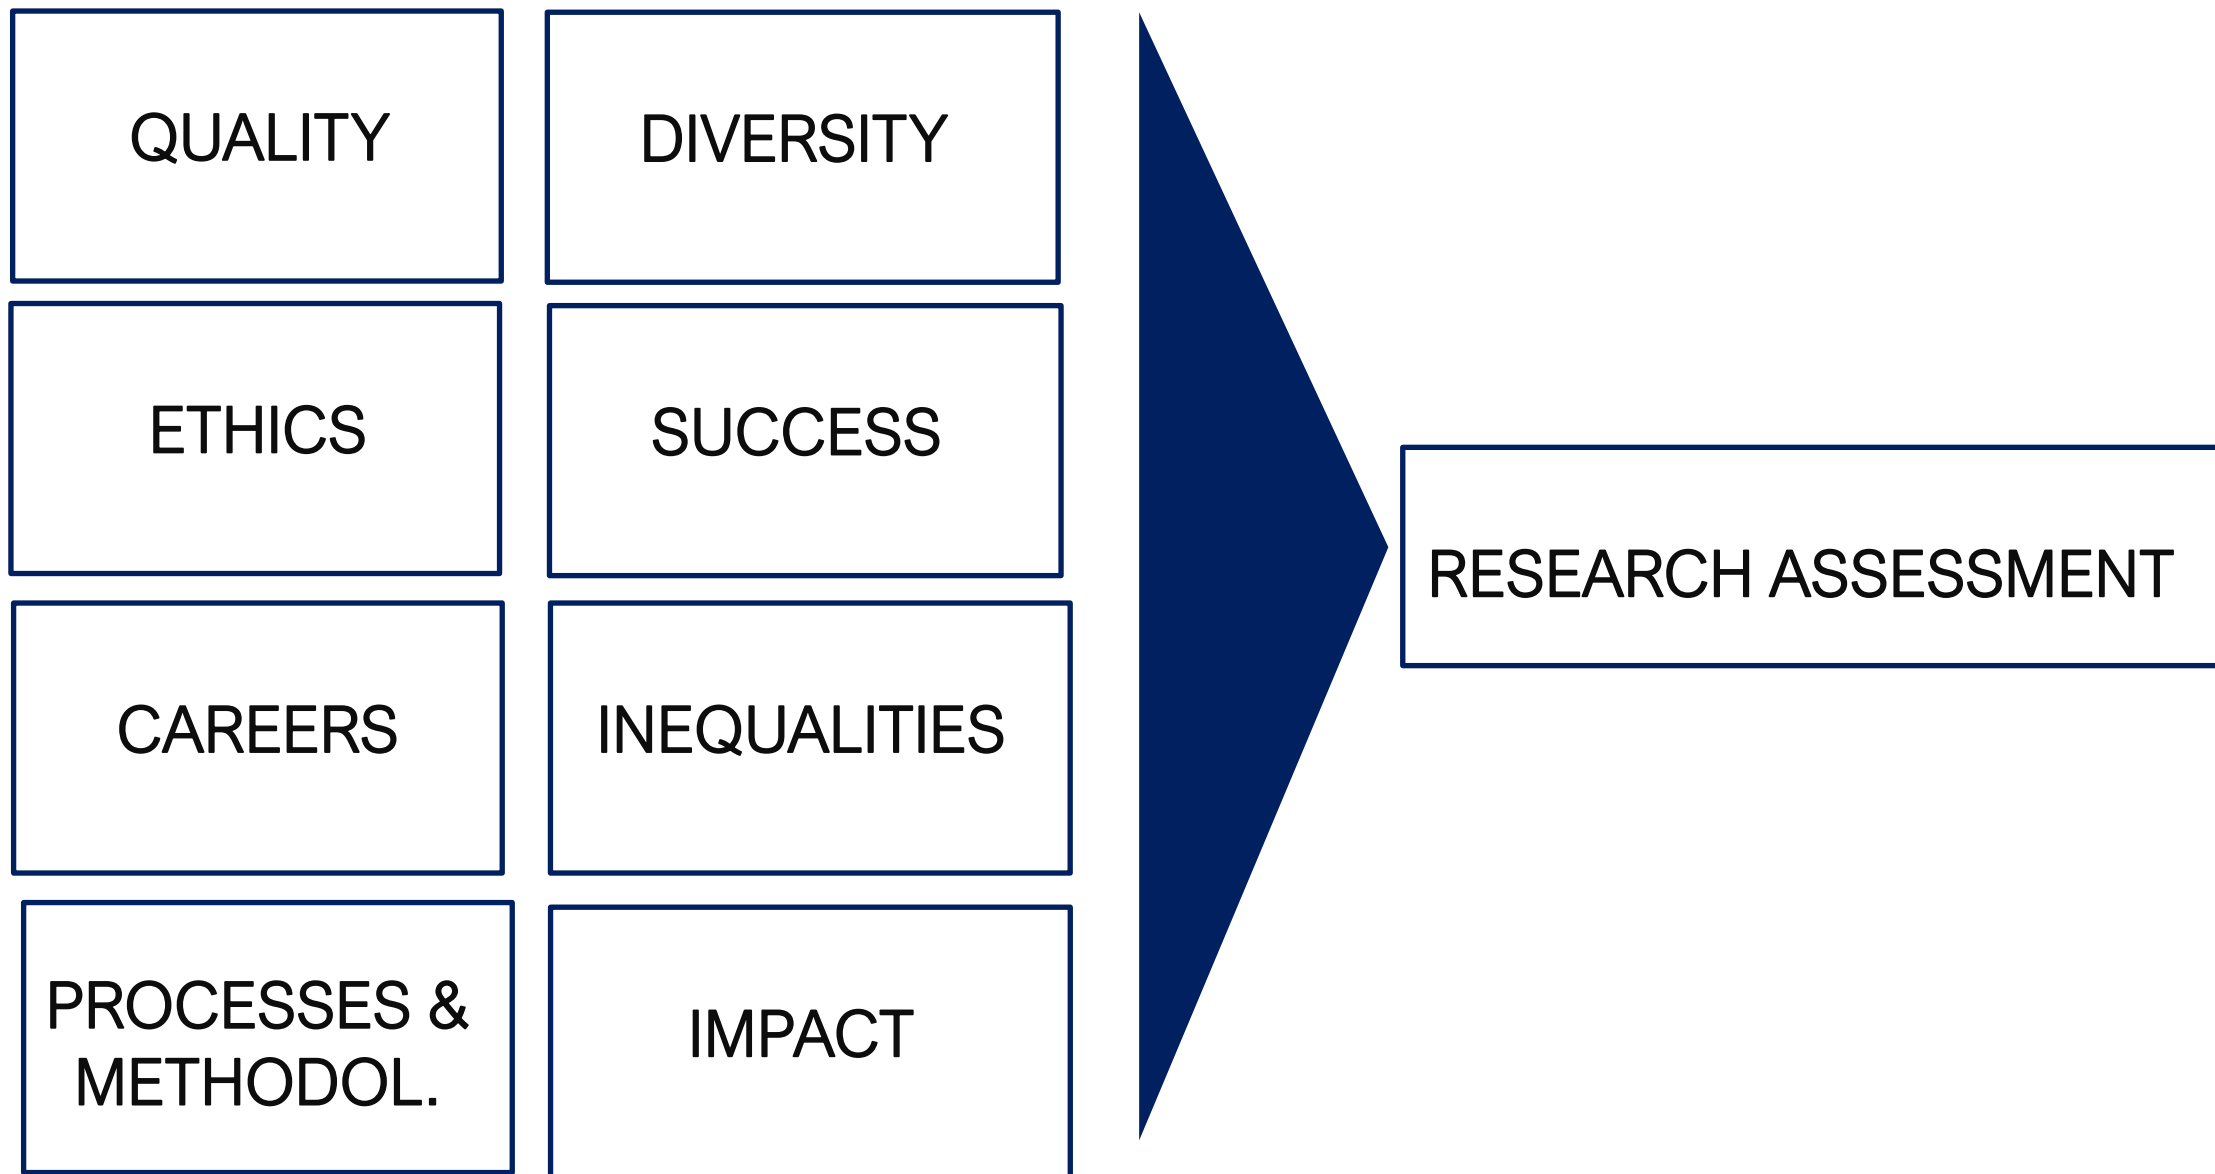 QUALITY
DIVERSITY
ETHICS
SUCCESS
CAREERS
INEQUALITIES
PROCESSES &
METHODOL.
IMPACT
RESEARCH ASSESSMENT